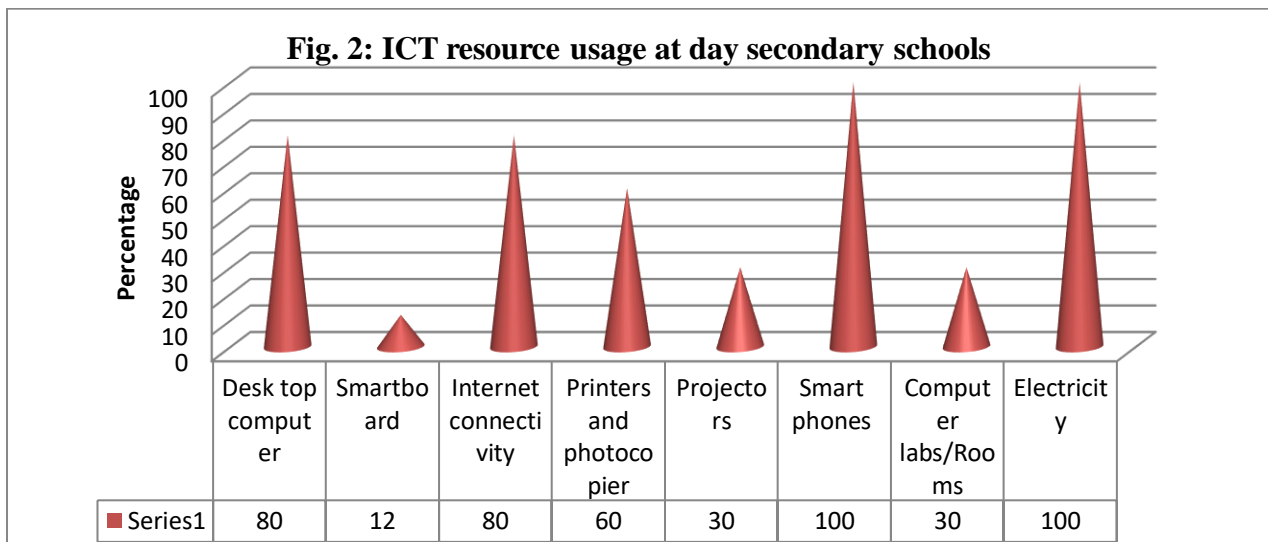 Fig. 2: ICT resource usage at day secondary schools
100
90
80
70
60
50
40
30
20
10
0
Percentage
Desk top
comput
er
Smartbo
ard
Internet
connecti
vity
Printers
and
photoco
pier
Projecto
rs
Smart
phones
Comput
er
labs/Roo
ms
Electricit
y
Series1 80 12 80 60 30 100 30 100